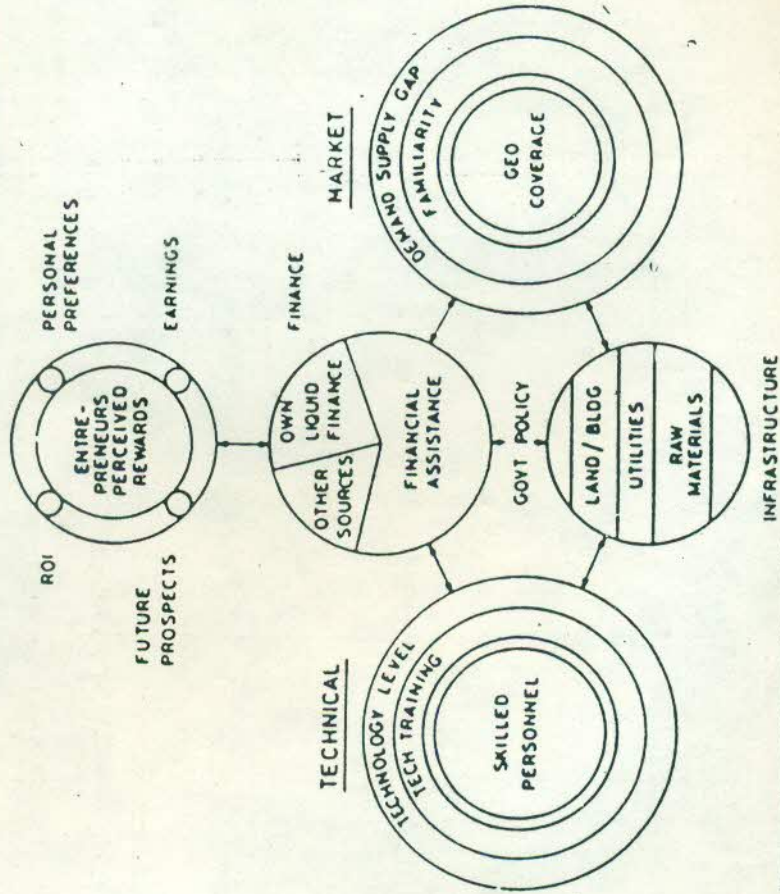 ROI
PERSONAL
PREFERENCES
ENTRE-
PRENEURS
PERCEIVED
REWARDS
FUTURE
PROSPECTS
EARNINGS
FINANCE
OTHER
SOURCES
OWN
LIQUID
FINANCE
FINANCIAL
ASSISTANCE
TECHNICAL
TECHNOLOGY LEVEL
TECH TRAINING
SKILLED
PERSONNEL
GOVT POLICY
MARKET
DEMAND SUPPLY GAP
FAMILIARITY
GEO
COVERAGE
LAND/BLDG
UTILITIES
RAW
MATERIALS
INFRASTRUCTURE